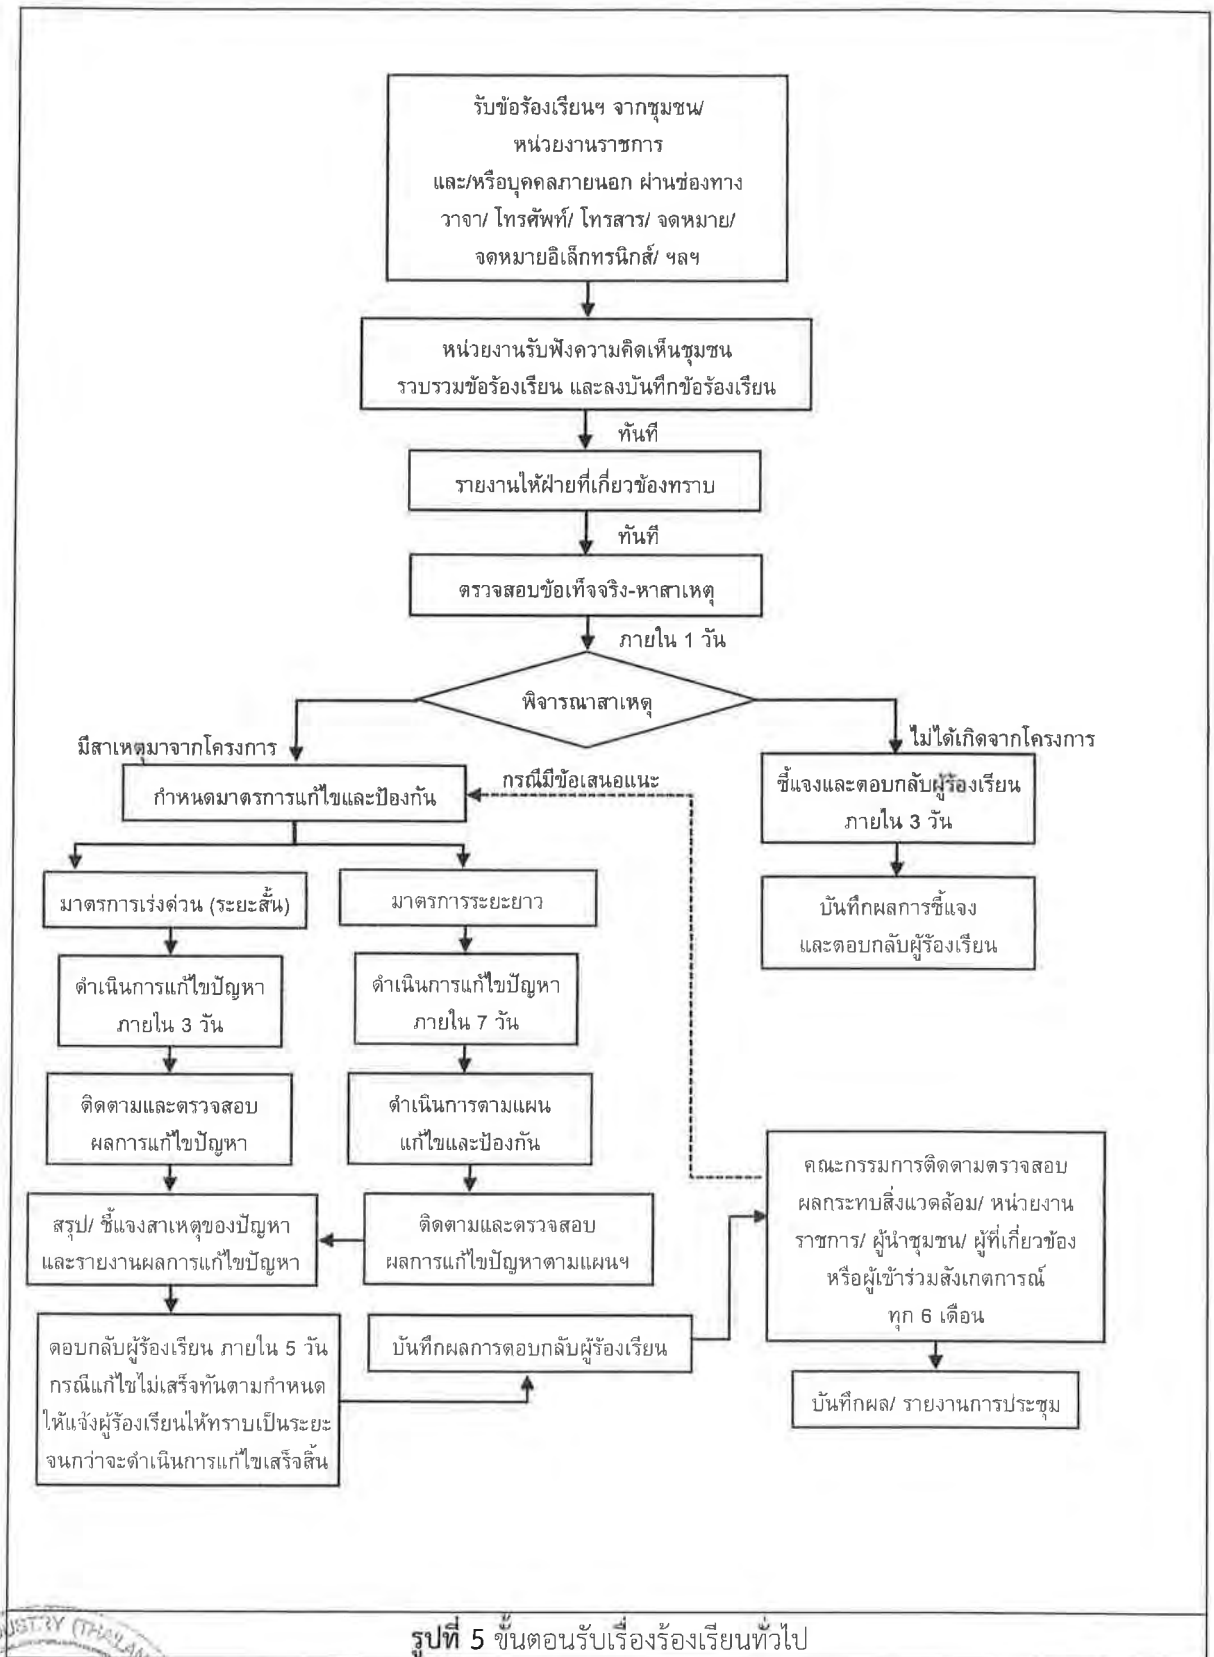 รับข้อร้องเรียนฯ จากชุมชน/
หน่วยงานราชการ
และ/หรือบุคคลภายนอก ผ่านช่องทาง
วาจา/ โทรศัพท์/ โทรสาร/ จดหมาย/
จดหมายอิเล็กทรนิกส์/ ฯลฯ
หน่วยงานรับฟังความคิดเห็นชุมชน
รวบรวมข้อร้องเรียน และลงบันทึกข้อร้องเรียน
ทันที
รายงานให้ฝ่ายที่เกี่ยวข้องทราบ
ทันที
ตรวจสอบข้อเท็จจริง-หาสาเหตุ
ภายใน 1 วัน
พิจารณาสาเหตุ
มีสาเหตุมาจากโครงการ
ไม่ได้เกิดจากโครงการ
กำหนดมาตรการแก้ไขและป้องกัน
กรณีมีข้อเสนอแนะ
ชี้แจงและตอบกลับผู้ร้องเรียน
ภายใน 3 วัน
มาตรการเร่งด่วน (ระยะสั้น)
มาตรการระยะยาว
บันทึกผลการชี้แจง
และตอบกลับผู้ร้องเรียน
ดำเนินการแก้ไขปัญหา
ภายใน 3 วัน
ดำเนินการแก้ไขปัญหา
ภายใน 7 วัน
ติดตามและตรวจสอบ
ผลการแก้ไขปัญหา
ดำเนินการตามแผน
แก้ไขและป้องกัน
คณะกรรมการติดตามตรวจสอบ
ผลกระทบสิ่งแวดล้อม/ หน่วยงาน
ราชการ/ ผู้นำชุมชน/ ผู้ที่เกี่ยวข้อง
หรือผู้เข้าร่วมสังเกตการณ์
ทุก 6 เดือน
สรุป/ ชี้แจงสาเหตุของปัญหา
และรายงานผลการแก้ไขปัญหา
ติดตามและตรวจสอบ
ผลการแก้ไขปัญหาตามแผนฯ
ตอบกลับผู้ร้องเรียน ภายใน 5 วัน
กรณีแก้ไขไม่เสร็จทันตามกำหนด
ให้แจ้งผู้ร้องเรียนให้ทราบเป็นระยะ
จนกว่าจะดำเนินการแก้ไขเสร็จสิ้น
บันทึกผลการตอบกลับผู้ร้องเรียน
บันทึกผล/ รายงานการประชุม
รูปที่ 5 ขั้นตอนรับเรื่องร้องเรียนทั่วไป